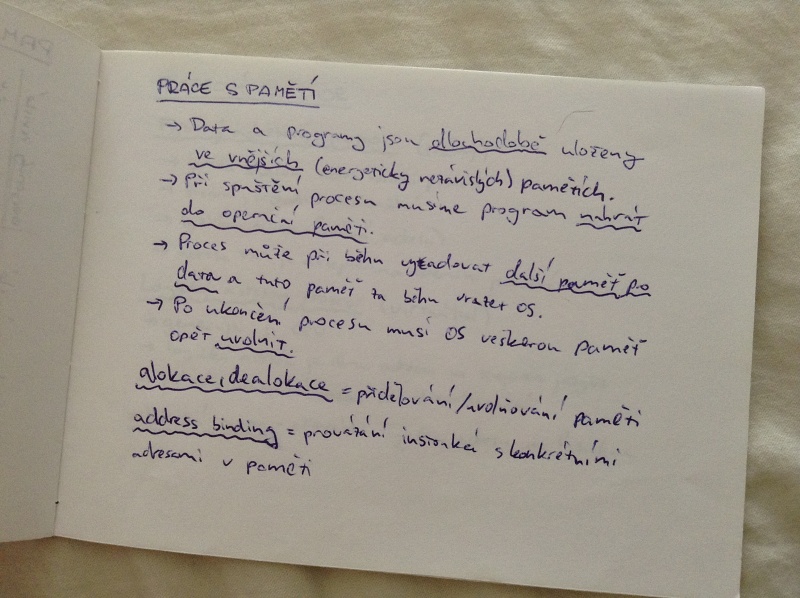 PRÁCE S PAMĚTÍ
→ Data a programy jsou dlouhodobě uloženy
ve vnějších (energeticky nezávislých) pamětích.
→ Při spuštění procesu musíme program nahrát
do operační paměti.
→ Proces může při běhu vyžadovat další paměť pro
data a tuto paměť za běhu vracet OS.
→ Po ukončení procesu musí OS veškerou paměť
opět uvolnit.
alokace, dealokace = přidělování/uvolňování paměti
address binding = provázání instrukcí s konkrétními
adresami v paměti